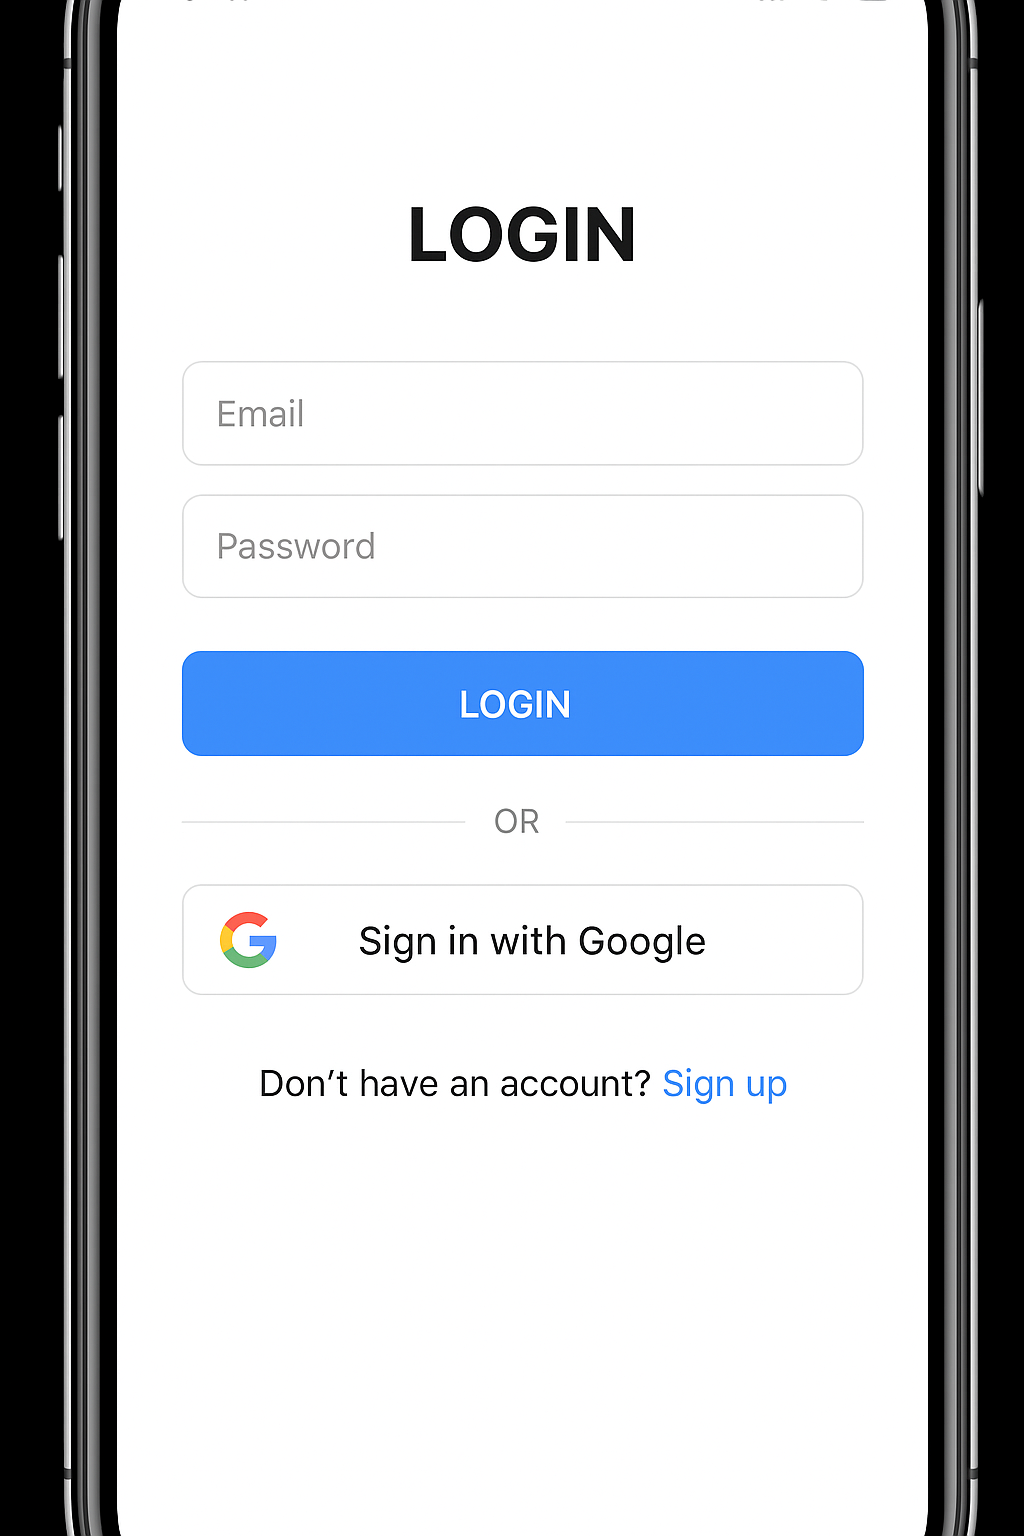 LOGIN
Email
Password
LOGIN
OR
Sign in with Google
Don’t have an account? Sign up